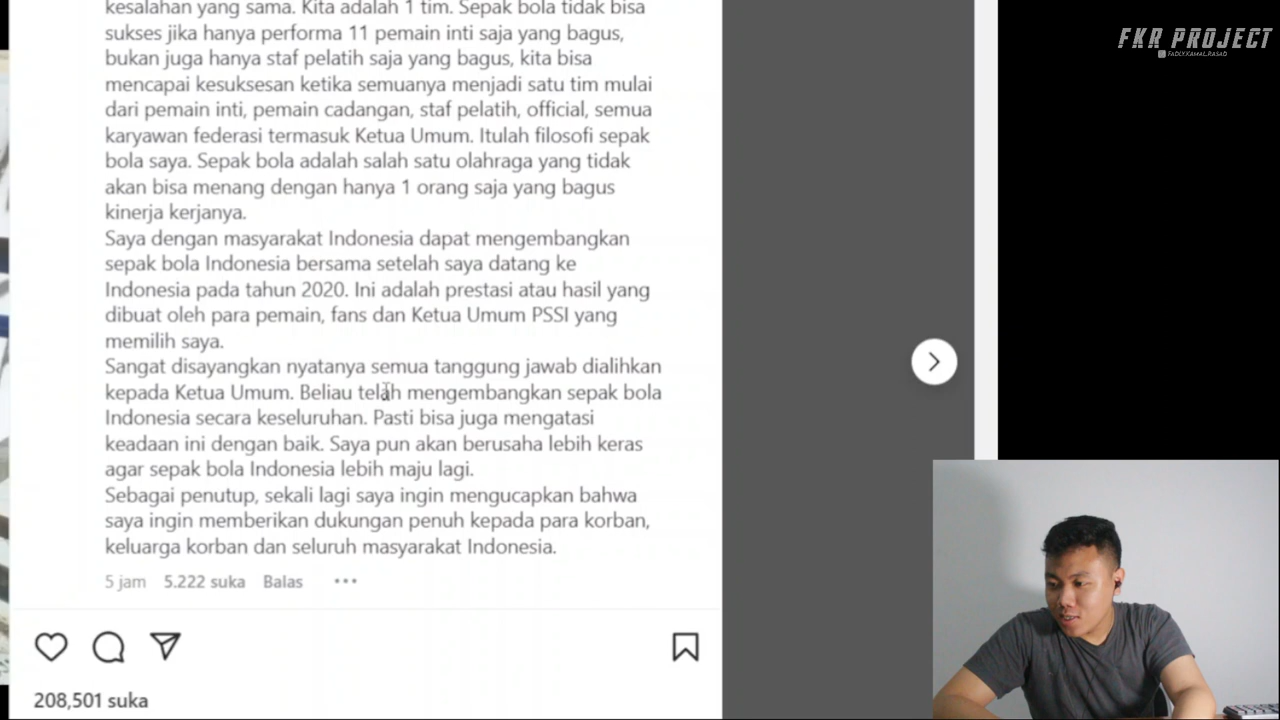 FKR PROJECT
Fadly.Kamal_Rasad
kesalahan yang sama. Kita adalah 1 tim. Sepak bola tidak bisa
sukses jika hanya performa 11 pemain inti saja yang bagus,
bukan juga hanya staf pelatih saja yang bagus, kita bisa
mencapai kesuksesan ketika semuanya menjadi satu tim mulai
dari pemain inti, pemain cadangan, staf pelatih, official, semua
karyawan federasi termasuk Ketua Umum. Itulah filosofi sepak
bola saya. Sepak bola adalah salah satu olahraga yang tidak
akan bisa menang dengan hanya 1 orang saja yang bagus
kinerja kerjanya.
Saya dengan masyarakat Indonesia dapat mengembangkan
sepak bola Indonesia bersama setelah saya datang ke
Indonesia pada tahun 2020. Ini adalah prestasi atau hasil yang
dibuat oleh para pemain, fans dan Ketua Umum PSSI yang
memilih saya.
Sangat disayangkan nyatanya semua tanggung jawab dialihkan
kepada Ketua Umum. Beliau telah mengembangkan sepak bola
Indonesia secara keseluruhan. Pasti bisa juga mengatasi
keadaan ini dengan baik. Saya pun akan berusaha lebih keras
agar sepak bola Indonesia lebih maju lagi.
Sebagai penutup, sekali lagi saya ingin mengucapkan bahwa
saya ingin memberikan dukungan penuh kepada para korban,
keluarga korban dan seluruh masyarakat Indonesia.
5 jam 5.222 suka Balas
208,501 suka